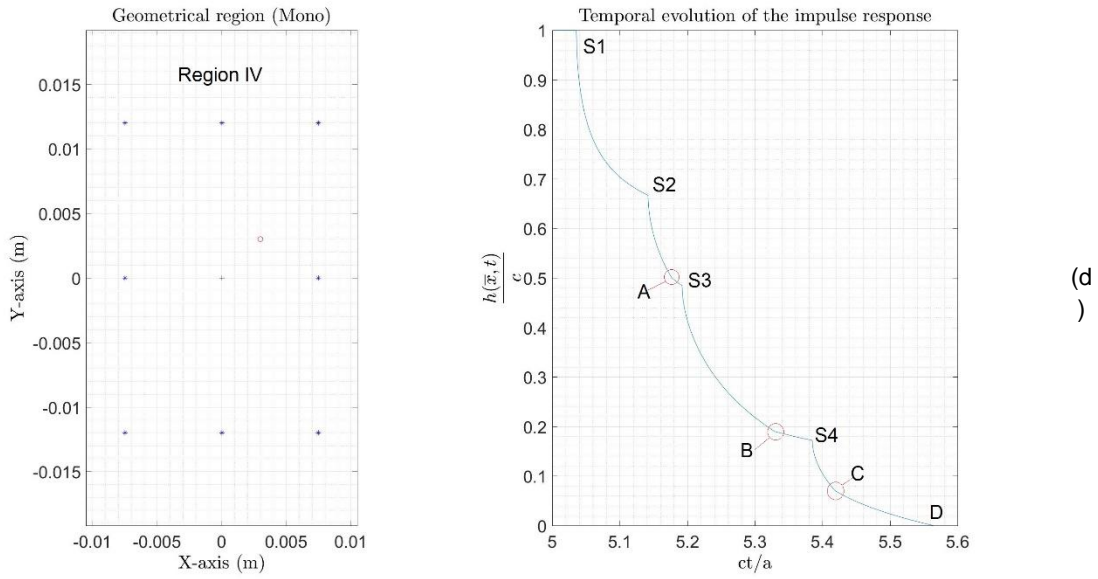 Geometrical region (Mono)
Region IV
0.015
0.01
0.005
0
-0.005
-0.01
-0.015
-0.01
-0.005
0
0.005
0.01
X-axis (m)
Y-axis (m)
Temporal evolution of the impulse response
1
0.9
0.8
0.7
0.6
0.5
0.4
0.3
0.2
0.1
0
5
5.1
5.2
5.3
5.4
5.5
5.6
ct/a
h(x̅, t)
c
S1
S2
A
S3
B
S4
C
D
(d
)